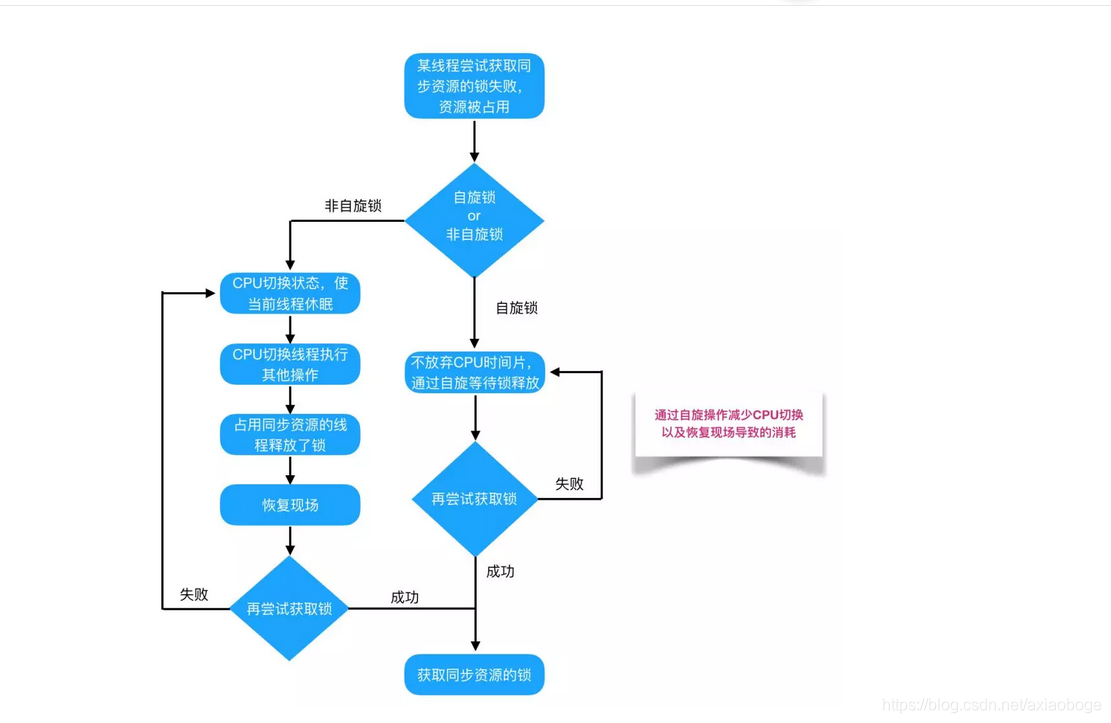 某线程尝试获取同
步资源的锁失败，
资源被占用
自旋锁
or
非自旋锁
非自旋锁
CPU切换状态，使
当前线程休眠
自旋锁
CPU切换线程执行
其他操作
不放弃CPU时间片，
通过自旋等待锁释放
通过自旋操作减少CPU切换
以及恢复现场导致的消耗
占用同步资源的线
程释放了锁
恢复现场
再尝试获取锁
失败
成功
再尝试获取锁
失败
成功
获取同步资源的锁
https://blog.csdn.net/axiaoboge